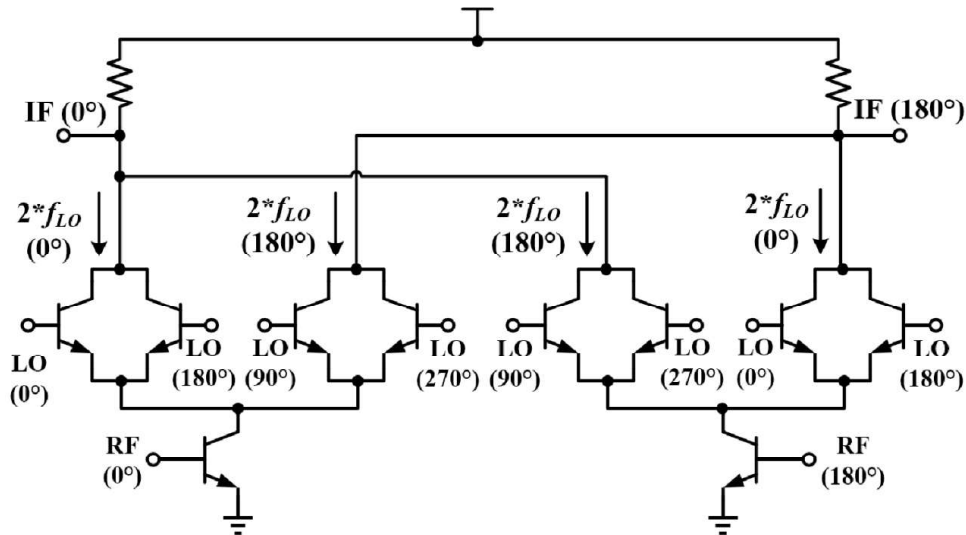 IF (0°)
IF (180°)
2*fLO
(0°)
2*fLO
(180°)
2*fLO
(180°)
2*fLO
(0°)
LO
(0°)
LO
(180°)
LO
(90°)
LO
(270°)
LO
(90°)
LO
(270°)
LO
(0°)
LO
(180°)
RF
(0°)
RF
(180°)